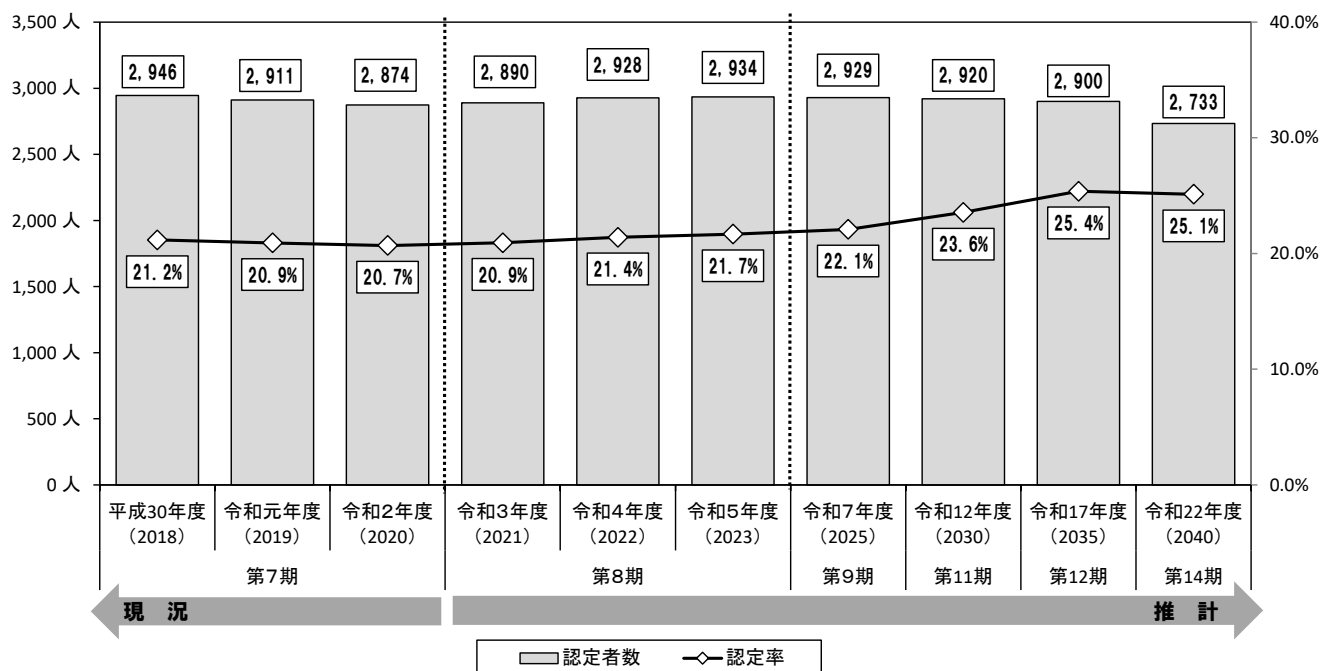 3,500 人
3,000 人
2,500 人
2,000 人
1,500 人
1,000 人
500 人
0 人
40.0%
30.0%
20.0%
10.0%
0.0%
2,946
2,911
2,874
2,890
2,928
2,934
2,929
2,920
2,900
2,733
21.2%
20.9%
20.7%
20.9%
21.4%
21.7%
22.1%
23.6%
25.4%
25.1%
平成30年度
（2018）
令和元年度
（2019）
令和２年度
（2020）
令和３年度
（2021）
令和４年度
（2022）
令和５年度
（2023）
令和７年度
（2025）
令和12年度
（2030）
令和17年度
（2035）
令和22年度
（2040）
第７期
第８期
第９期
第11期
第12期
第14期
現　況
推　計
認定者数
認定率